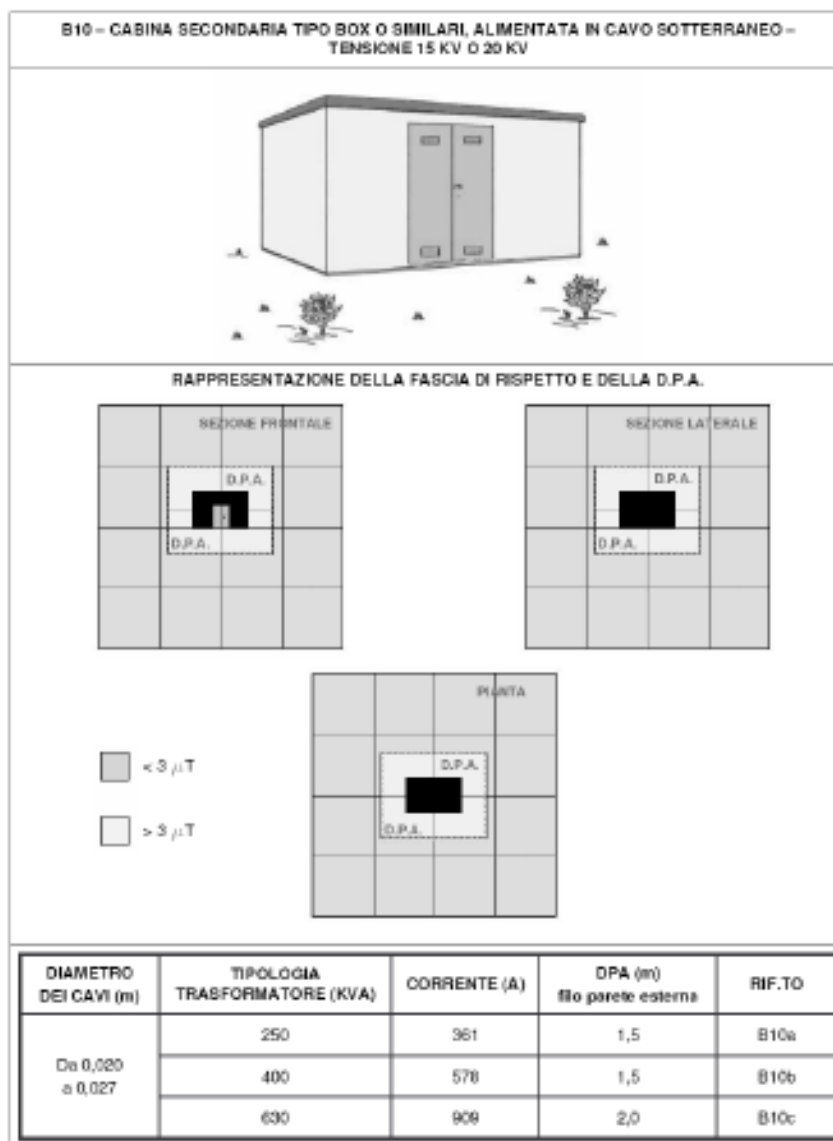 B10 – CABINA SECONDARIA TIPO BOX O SIMILARI, ALIMENTATA IN CAVO SOTTERRANEO –
TENSIONE 15 KV O 20 KV
RAPPRESENTAZIONE DELLA FASCIA DI RISPETTO E DELLA D.P.A.
SEZIONE FRONTALE
D.P.A.
D.P.A.
SEZIONE LATERALE
D.P.A.
D.P.A.
PIANTA
D.P.A.
D.P.A.
< 3 μT
> 3 μT
DIAMETRO DEI CAVI (m) TIPOLOGIA TRASFORMATORE (KVA) CORRENTE (A) DPA (m) filo parete esterna RIF.TO
Da 0,020 a 0,027
250 361 1,5 B10a
400 578 1,5 B10b
630 909 2,0 B10c